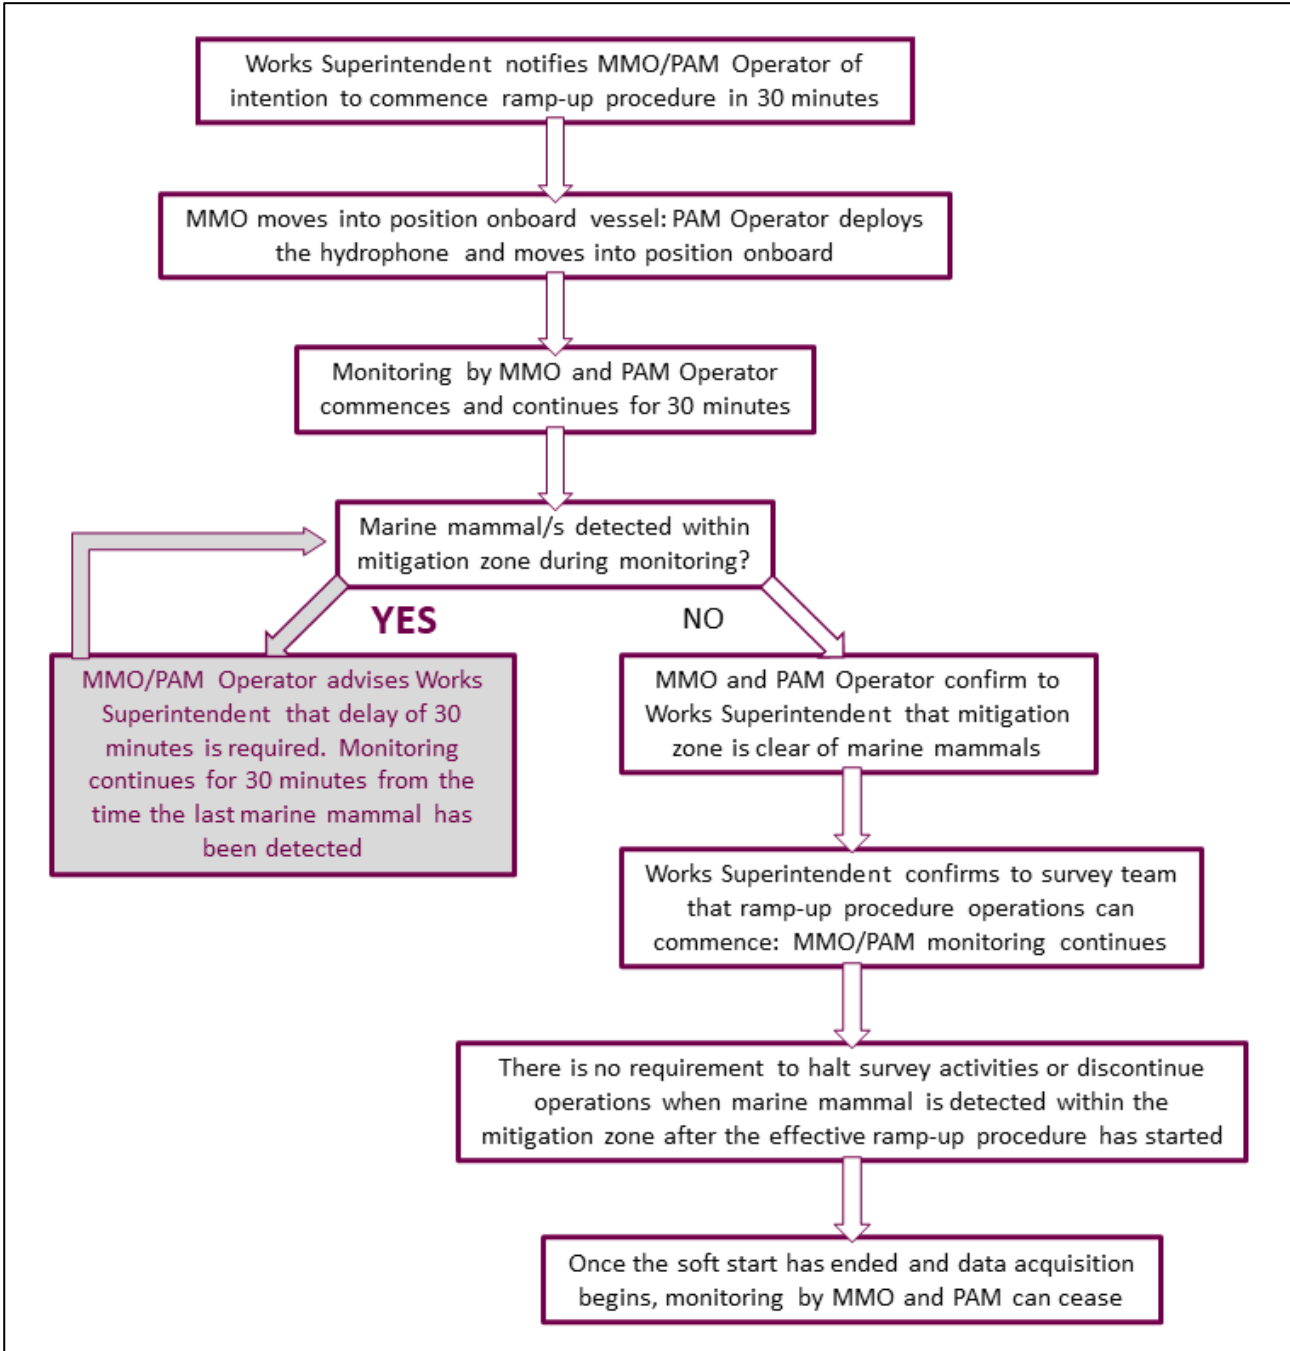 Works Superintendent notifies MMO/PAM Operator of
intention to commence ramp-up procedure in 30 minutes
MMO moves into position onboard vessel: PAM Operator deploys
the hydrophone and moves into position onboard
Monitoring by MMO and PAM Operator
commences and continues for 30 minutes
Marine mammal/s detected within
mitigation zone during monitoring?
YES
NO
MMO/PAM Operator advises Works
Superintendent that delay of 30
minutes is required. Monitoring
continues for 30 minutes from the
time the last marine mammal has
been detected
MMO and PAM Operator confirm to
Works Superintendent that mitigation
zone is clear of marine mammals
Works Superintendent confirms to survey team
that ramp-up procedure operations can
commence: MMO/PAM monitoring continues
There is no requirement to halt survey activities or discontinue
operations when marine mammal is detected within the
mitigation zone after the effective ramp-up procedure has started
Once the soft start has ended and data acquisition
begins, monitoring by MMO and PAM can cease